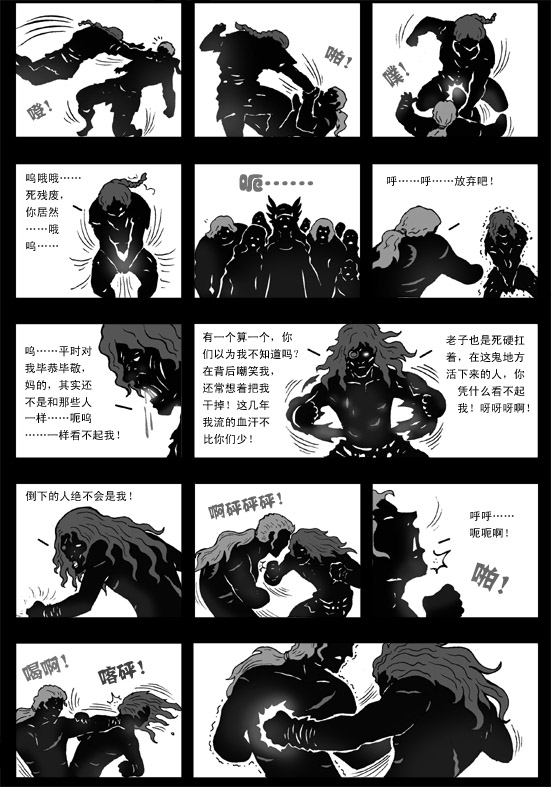 噔！
啪！
噗！
呜哦哦……
死残废，
你居然
……哦
呜……
呃……
呼……呼……放弃吧！
呜……平时对
我毕恭毕敬，
妈的，其实还
不是和那些人
一样……呃呜
……一样看不起我！
有一个算一个，你
们以为我不知道吗？
在背后嘲笑我，
还常想着把我
干掉！这几年
我流的血汗不
比你们少！
老子也是死硬扛
着，在这鬼地方
活下来的人，你
凭什么看不起
我！呀呀呀啊！
倒下的人绝不会是我！
啊砰砰砰！
呼呼……
呃呃啊！
啪！
喝啊！
喀砰！